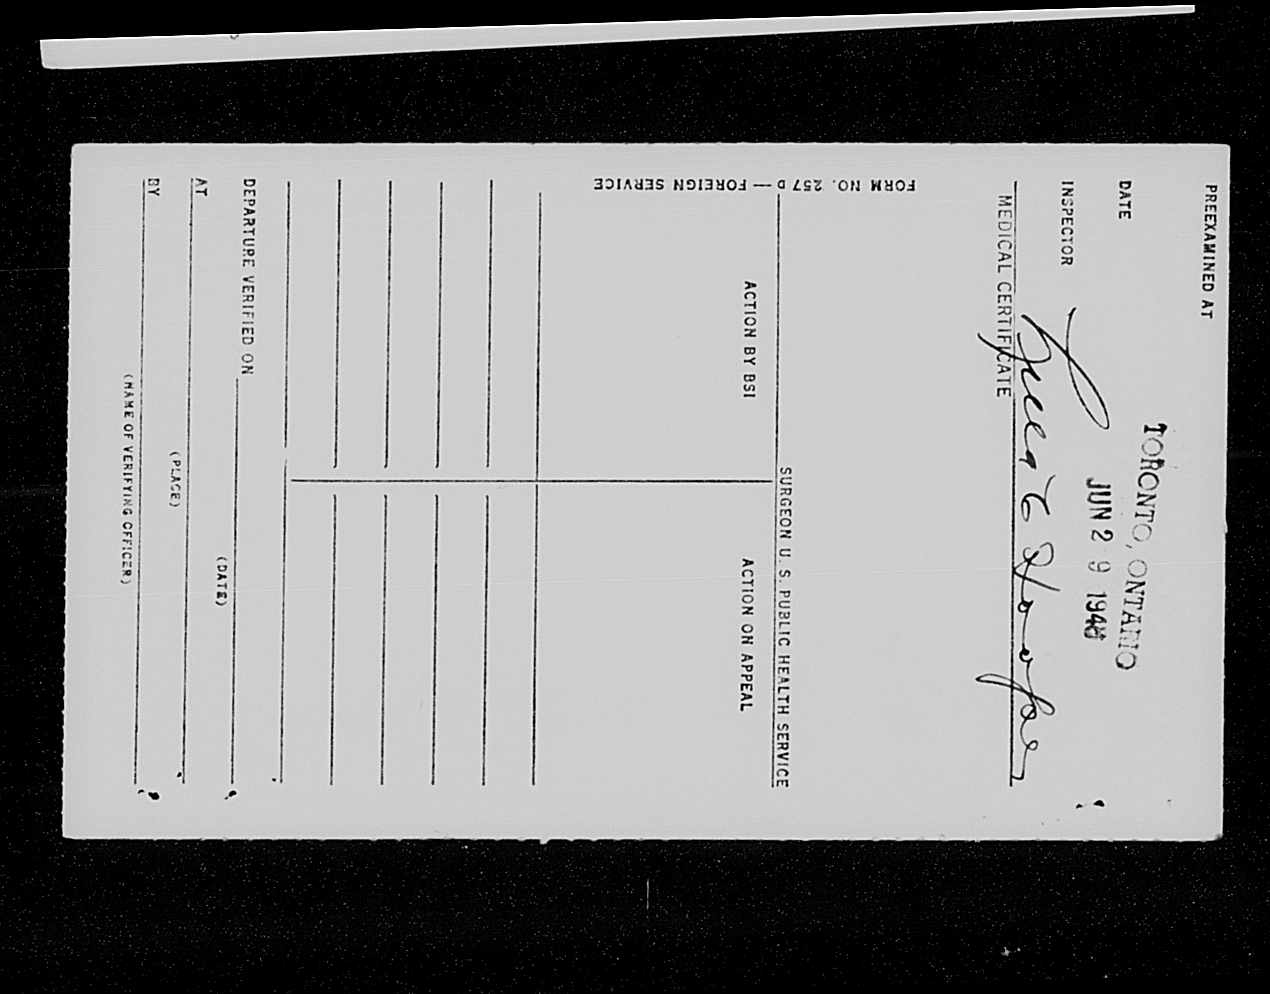 PREEXAMINED AT
TORONTO, ONTARIO
DATE
JUN 29 194
INSPECTOR
MEDICAL CERTIFICATE
SURGEON U. S. PUBLIC HEALTH SERVICE
ACTION BY BSI
ACTION ON APPEAL
DEPARTURE VERIFIED ON
(DATE)
AT
(PLACE)
BY
(NAME OF VERIFYING OFFICER)
FORM NO. 257 D — FOREIGN SERVICE